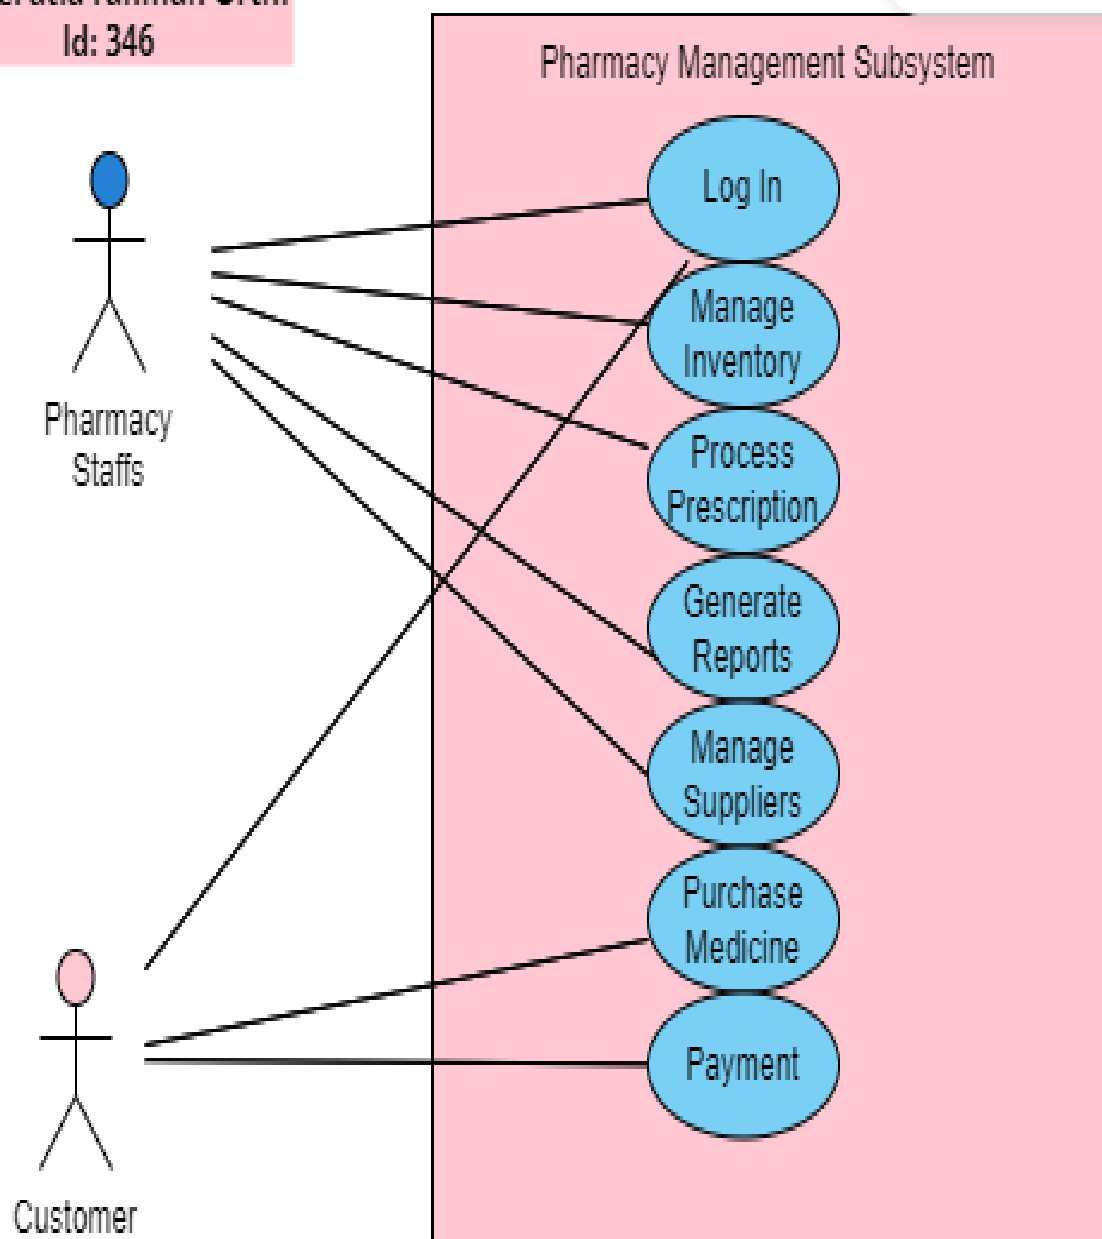 Id: 346
Pharmacy Management Subsystem
Log In
Manage
Inventory
Pharmacy
Staffs
Process
Prescription
Generate
Reports
Manage
Suppliers
Purchase
Medicine
Payment
Customer